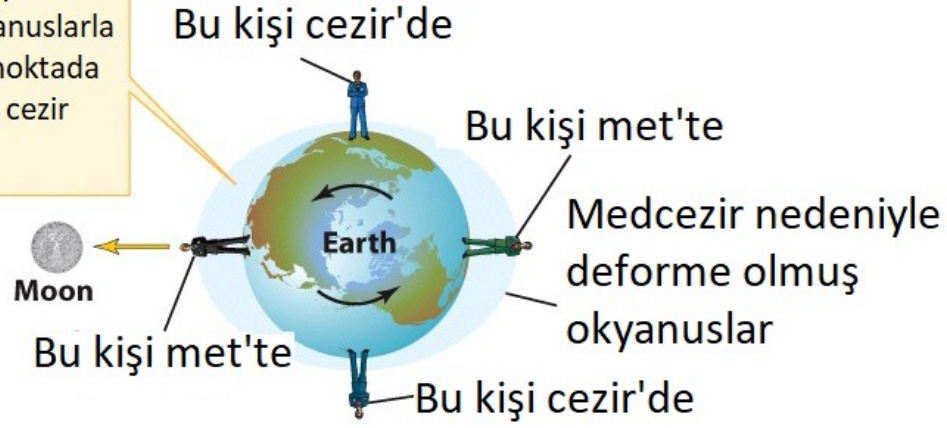 anuslarla
noktada
cezir
Bu kişi cezir'de
Bu kişi met'te
Medcezir nedeniyle
deforme olmuş
okyanuslar
Earth
Moon
Bu kişi met'te
Bu kişi cezir'de